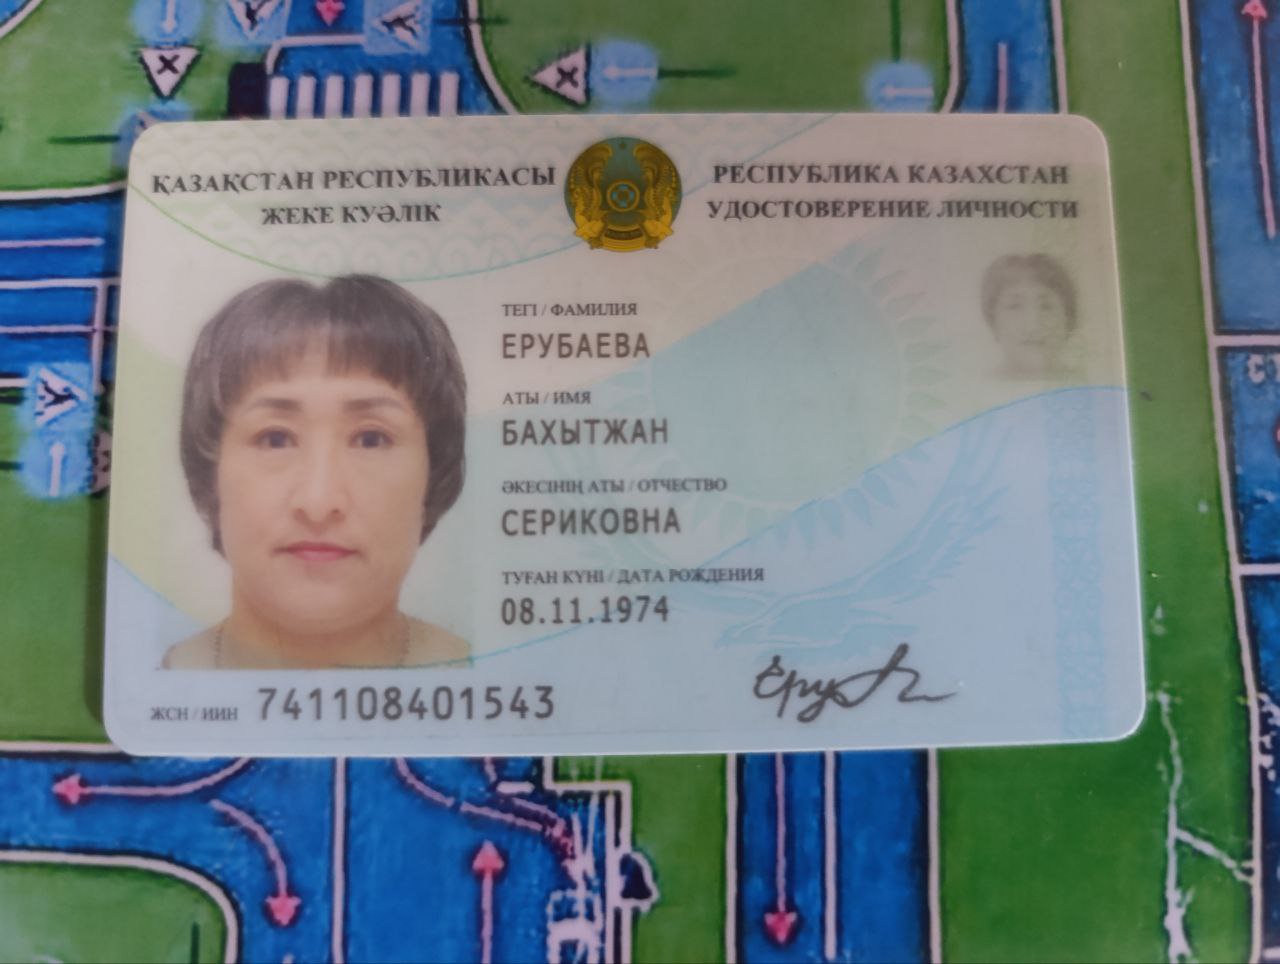 ҚАЗАҚСТАН РЕСПУБЛИКАСЫ
ЖЕКЕ КУӘЛІК
РЕСПУБЛИКА КАЗАХСТАН
УДОСТОВЕРЕНИЕ ЛИЧНОСТИ
ТЕГІ / ФАМИЛИЯ
ЕРУБАЕВА
АТЫ / ИМЯ
БАХЫТЖАН
ӘКЕСІНІҢ АТЫ / ОТЧЕСТВО
СЕРИКОВНА
ТУҒАН КҮНІ / ДАТА РОЖДЕНИЯ
08.11.1974
ЖСН / ИИН 741108401543